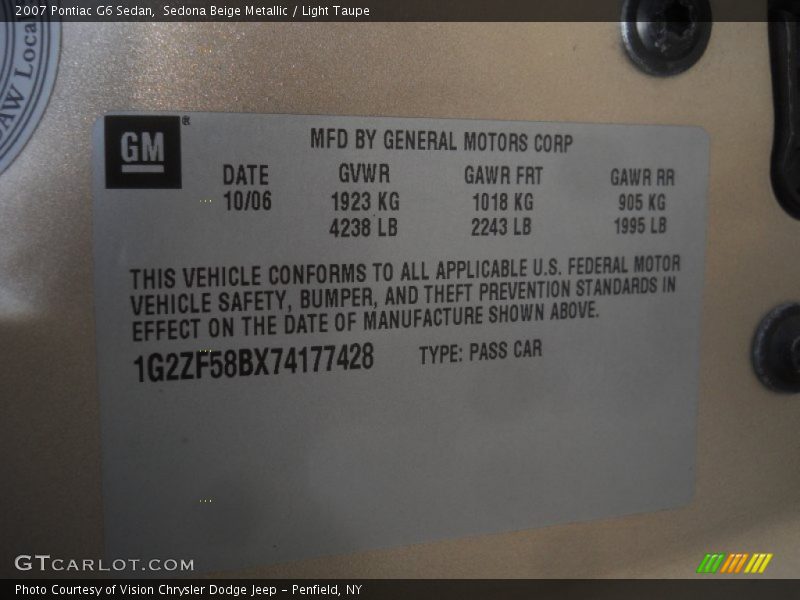 2007 Pontiac G6 Sedan,  Sedona Beige Metallic / Light Taupe
AW Local
GM ®
MFD BY GENERAL MOTORS CORP
DATE GVWR GAWR FRT GAWR RR
10/06 1923 KG 1018 KG 905 KG
4238 LB 2243 LB 1995 LB
THIS VEHICLE CONFORMS TO ALL APPLICABLE U.S. FEDERAL MOTOR
VEHICLE SAFETY, BUMPER, AND THEFT PREVENTION STANDARDS IN
EFFECT ON THE DATE OF MANUFACTURE SHOWN ABOVE.
1G2ZF58BX74177428 TYPE: PASS CAR
GTCARLOT.COM
Photo Courtesy of Vision Chrysler Dodge Jeep - Penfield, NY